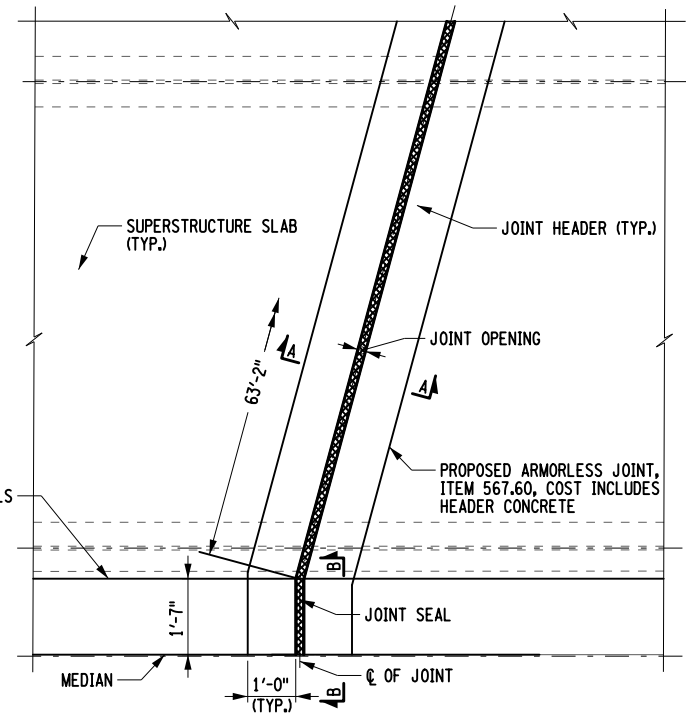 SUPERSTRUCTURE SLAB
(TYP.)
JOINT HEADER (TYP.)
JOINT OPENING
A
63'-2"
A
PROPOSED ARMORLESS JOINT,
ITEM 567.60, COST INCLUDES
HEADER CONCRETE
LS
B
1'-7"
JOINT SEAL
MEDIAN
℄ OF JOINT
1'-0"
(TYP.)
B